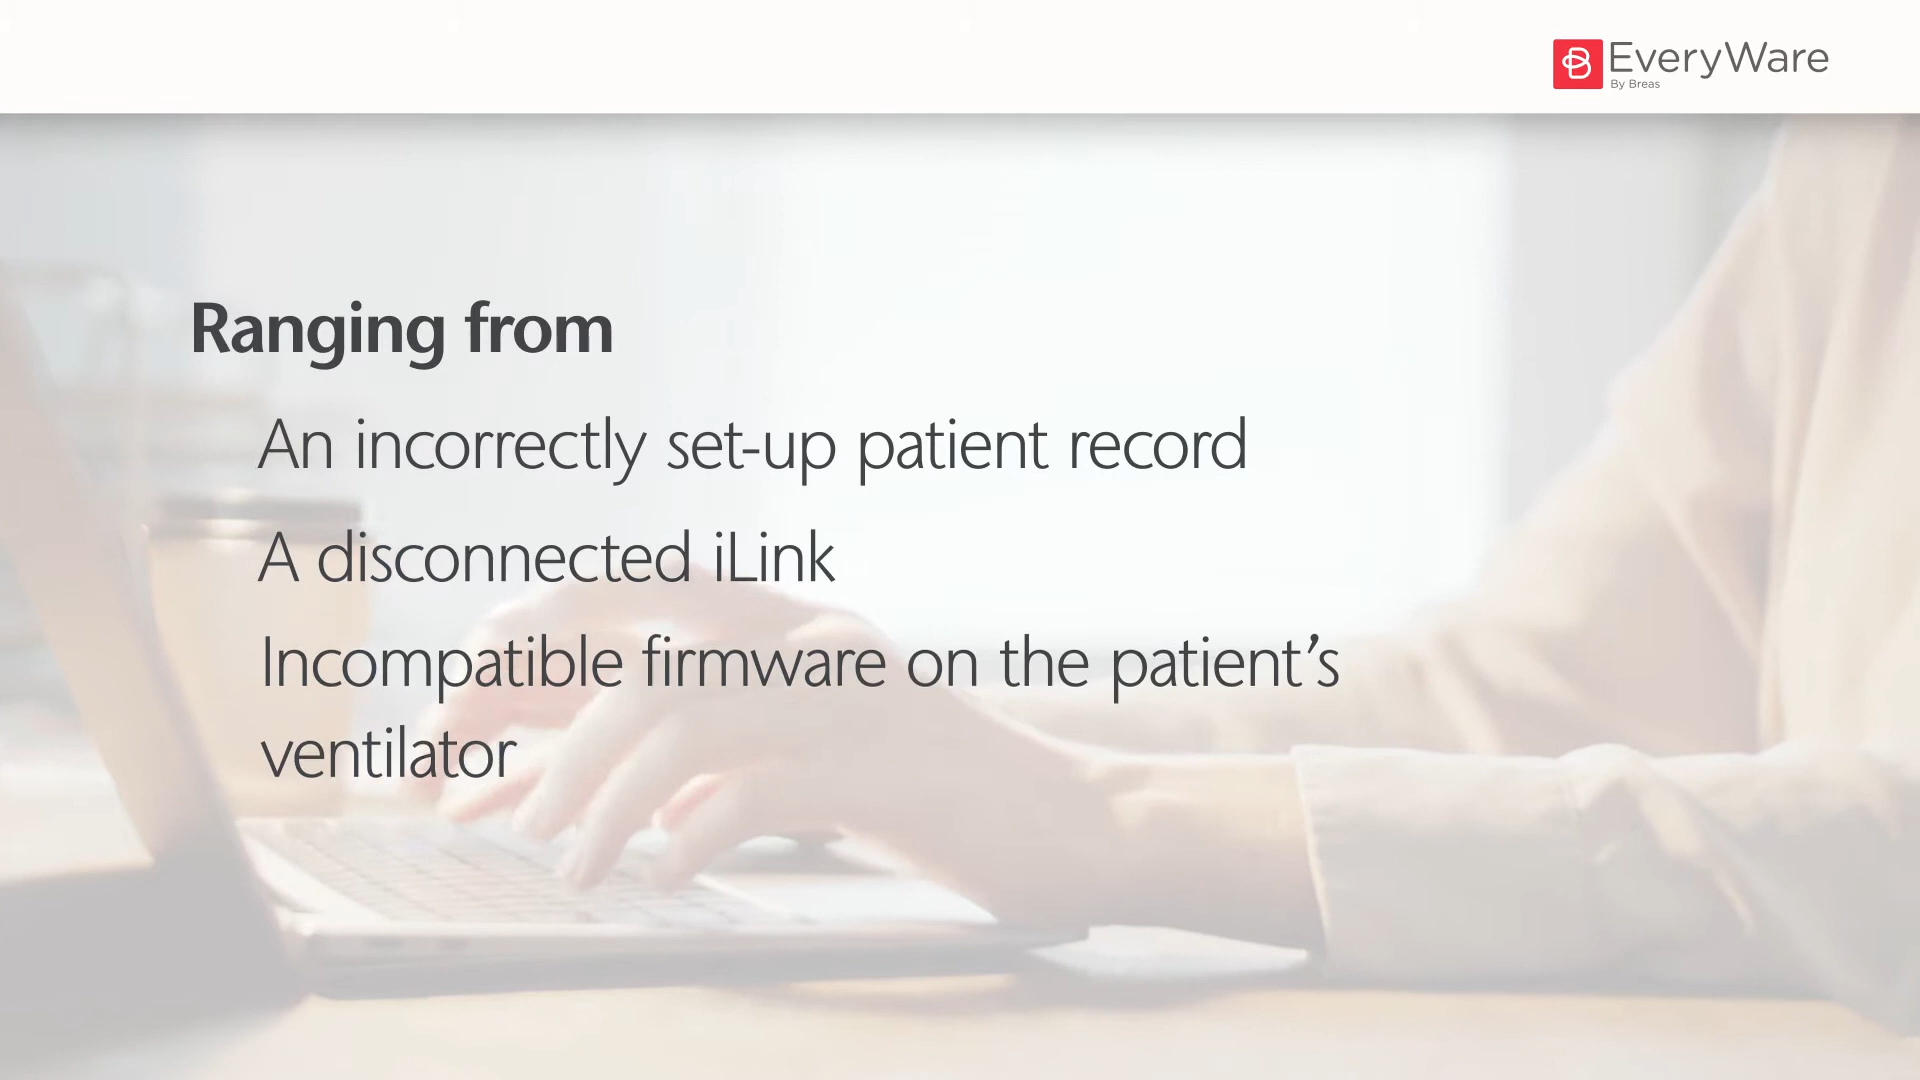 EveryWare
By Breas
Ranging from
An incorrectly set-up patient record
A disconnected iLink
Incompatible firmware on the patient’s
ventilator